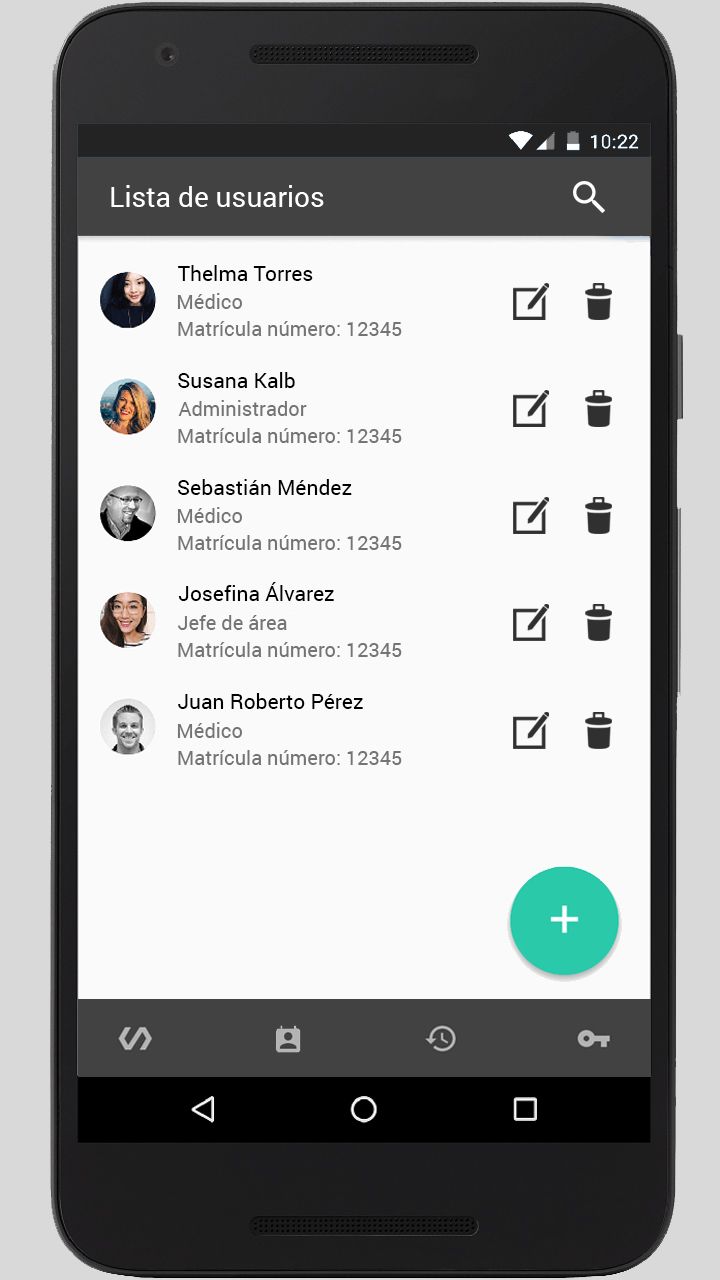 10:22
Lista de usuarios
Thelma Torres
Médico
Matrícula número: 12345
Susana Kalb
Administrador
Matrícula número: 12345
Sebastián Méndez
Médico
Matrícula número: 12345
Josefina Álvarez
Jefe de área
Matrícula número: 12345
Juan Roberto Pérez
Médico
Matrícula número: 12345